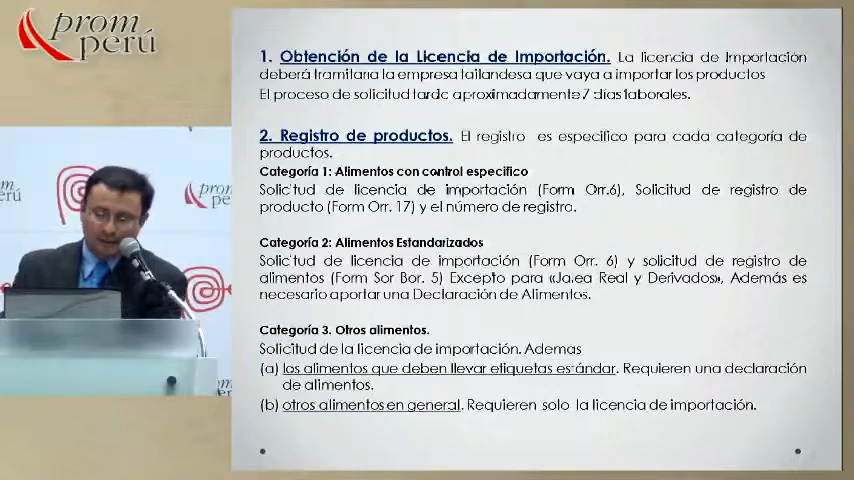 prom
perú
1. Obtención de la Licencia de Importación. La licencia de Importación
deberá tramitarla la empresa tailandesa que vaya a importar los productos
El proceso de solicitud tarda aproximadamente 7 días laborales.
2. Registro de productos. El registro es especifico para cada categoría de
productos.
Categoría 1: Alimentos con control especifico
Solicitud de licencia de importación (Form Orr.6), Solicitud de registro de
producto (Form Orr. 17) y el número de registro.
Categoría 2: Alimentos Estandarizados
Solicitud de licencia de importación (Form Orr. 6) y solicitud de registro de
alimentos (Form Sor Bor. 5) Excepto para «Jalea Real y Derivados», Además es
necesario aportar una Declaración de Alimentos.
Categoría 3. Otros alimentos.
Solicitud de la licencia de importación. Ademas
(a) los alimentos que deben llevar etiquetas estándar. Requieren una declaración
de alimentos.
(b) otros alimentos en general. Requieren solo la licencia de importación.
prom
perú